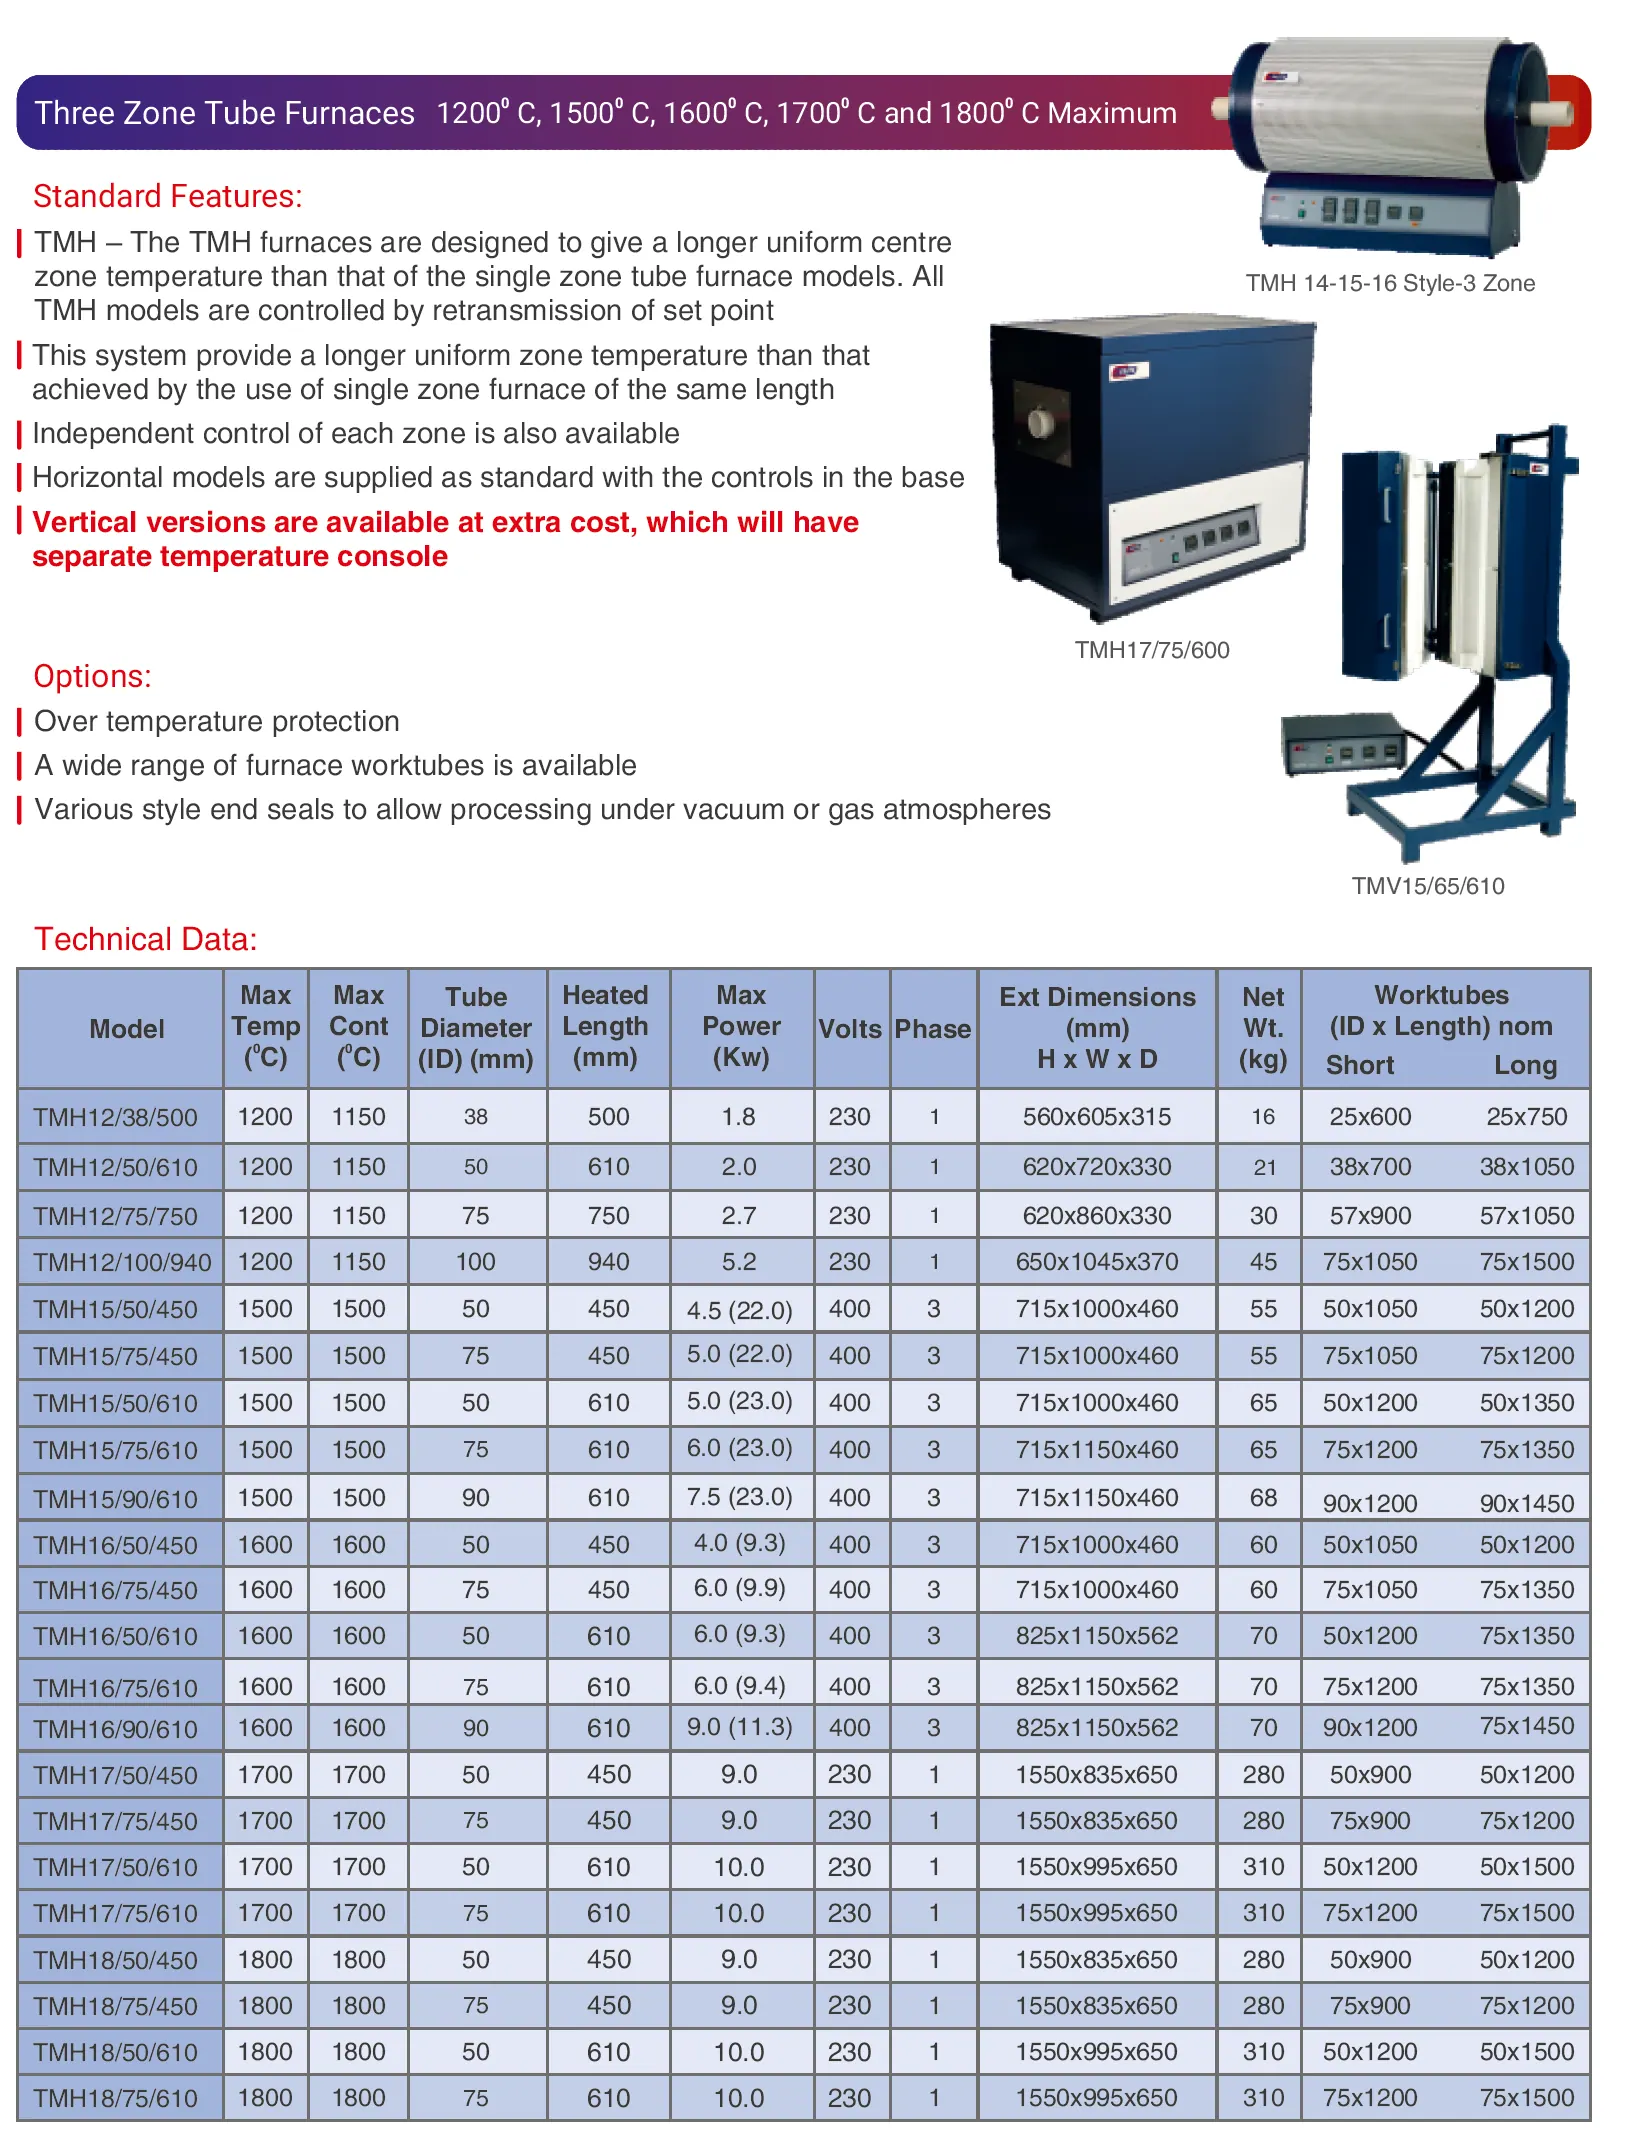 Three Zone Tube Furnaces 1200⁰ C, 1500⁰ C, 1600⁰ C, 1700⁰ C and 1800⁰ C Maximum
Standard Features:
TMH – The TMH furnaces are designed to give a longer uniform centre
zone temperature than that of the single zone tube furnace models. All
TMH models are controlled by retransmission of set point
This system provide a longer uniform zone temperature than that
achieved by the use of single zone furnace of the same length
Independent control of each zone is also available
Horizontal models are supplied as standard with the controls in the base
Vertical versions are available at extra cost, which will have
separate temperature console
TMH 14-15-16 Style-3 Zone
TMH17/75/600
TMV15/65/610
Options:
Over temperature protection
A wide range of furnace worktubes is available
Various style end seals to allow processing under vacuum or gas atmospheres
Technical Data:
Model Max Temp (⁰C) Max Cont (⁰C) Tube Diameter (ID) (mm) Heated Length (mm) Max Power (Kw) Volts Phase Ext Dimensions (mm) H x W x D Net Wt. (kg) Worktubes (ID x Length) nom Short Long
TMH12/38/500 1200 1150 38 500 1.8 230 1 560x605x315 16 25x600 25x750
TMH12/50/610 1200 1150 50 610 2.0 230 1 620x720x330 21 38x700 38x1050
TMH12/75/750 1200 1150 75 750 2.7 230 1 620x860x330 30 57x900 57x1050
TMH12/100/940 1200 1150 100 940 5.2 230 1 650x1045x370 45 75x1050 75x1500
TMH15/50/450 1500 1500 50 450 4.5 (22.0) 400 3 715x1000x460 55 50x1050 50x1200
TMH15/75/450 1500 1500 75 450 5.0 (22.0) 400 3 715x1000x460 55 75x1050 75x1200
TMH15/50/610 1500 1500 50 610 5.0 (23.0) 400 3 715x1000x460 65 50x1200 50x1350
TMH15/75/610 1500 1500 75 610 6.0 (23.0) 400 3 715x1150x460 65 75x1200 75x1350
TMH15/90/610 1500 1500 90 610 7.5 (23.0) 400 3 715x1150x460 68 90x1200 90x1450
TMH16/50/450 1600 1600 50 450 4.0 (9.3) 400 3 715x1000x460 60 50x1050 50x1200
TMH16/75/450 1600 1600 75 450 6.0 (9.9) 400 3 715x1000x460 60 75x1050 75x1350
TMH16/50/610 1600 1600 50 610 6.0 (9.3) 400 3 825x1150x562 70 50x1200 75x1350
TMH16/75/610 1600 1600 75 610 6.0 (9.4) 400 3 825x1150x562 70 75x1200 75x1350
TMH16/90/610 1600 1600 90 610 9.0 (11.3) 400 3 825x1150x562 70 90x1200 75x1450
TMH17/50/450 1700 1700 50 450 9.0 230 1 1550x835x650 280 50x900 50x1200
TMH17/75/450 1700 1700 75 450 9.0 230 1 1550x835x650 280 75x900 75x1200
TMH17/50/610 1700 1700 50 610 10.0 230 1 1550x995x650 310 50x1200 50x1500
TMH17/75/610 1700 1700 75 610 10.0 230 1 1550x995x650 310 75x1200 75x1500
TMH18/50/450 1800 1800 50 450 9.0 230 1 1550x835x650 280 50x900 50x1200
TMH18/75/450 1800 1800 75 450 9.0 230 1 1550x835x650 280 75x900 75x1200
TMH18/50/610 1800 1800 50 610 10.0 230 1 1550x995x650 310 50x1200 50x1500
TMH18/75/610 1800 1800 75 610 10.0 230 1 1550x995x650 310 75x1200 75x1500